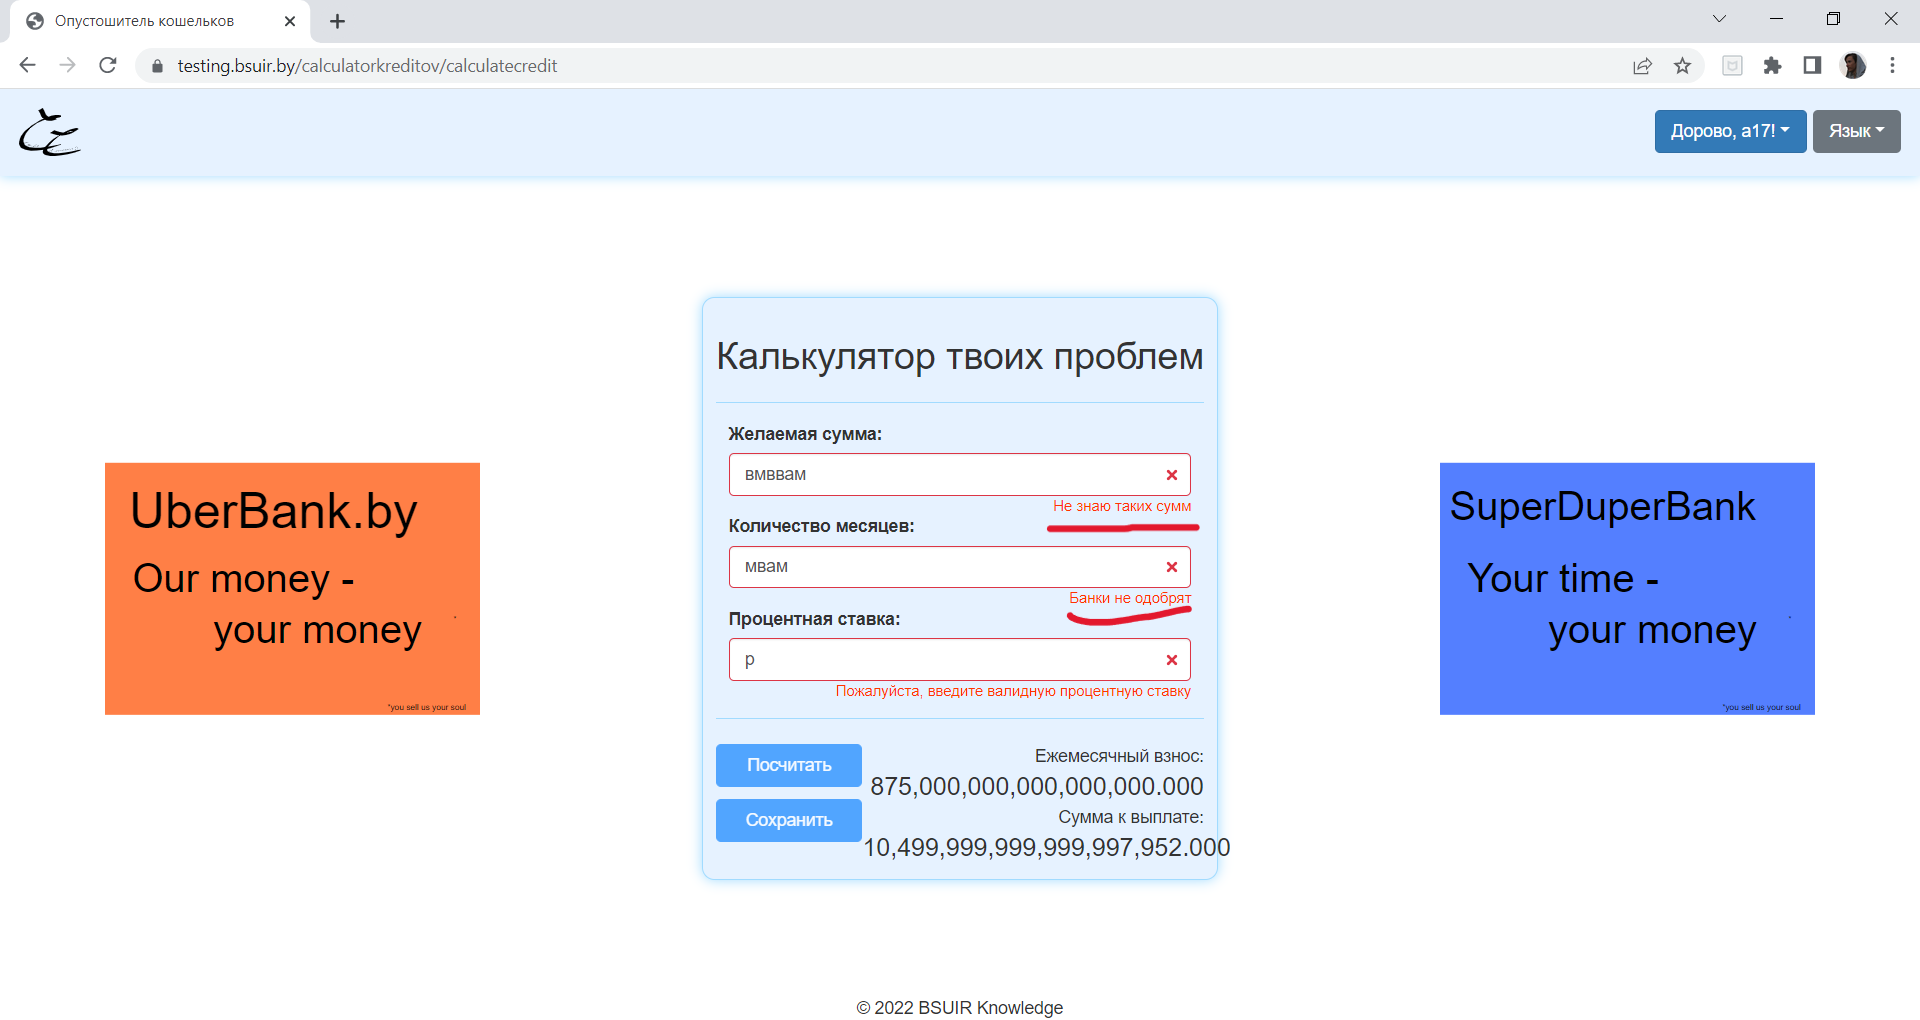 Опустошитель кошельков
testing.bsuir.by/calculatorkreditov/calculatecredit
Дорово, a17!
Язык
Калькулятор твоих проблем
Желаемая сумма:
вмввам
Не знаю таких сумм
Количество месяцев:
мвам
Банки не одобрят
Процентная ставка:
р
Пожалуйста, введите валидную процентную ставку
Посчитать
Сохранить
Ежемесячный взнос:
875,000,000,000,000,000.000
Сумма к выплате:
10,499,999,999,999,997,952.000
UberBank.by
Our money -
your money
*you sell us your soul
SuperDuperBank
Your time -
your money
*you sell us your soul
© 2022 BSUIR Knowledge